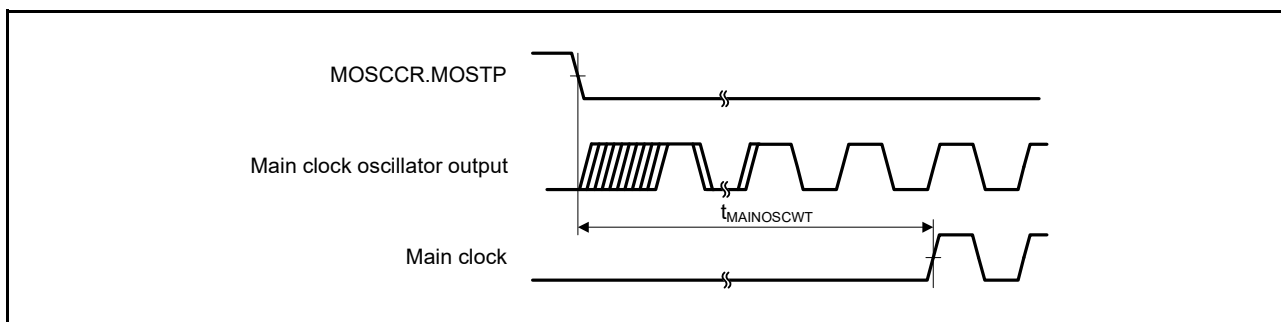 MOSCCR.MOSTP
Main clock oscillator output
tMAINOSCWT
Main clock